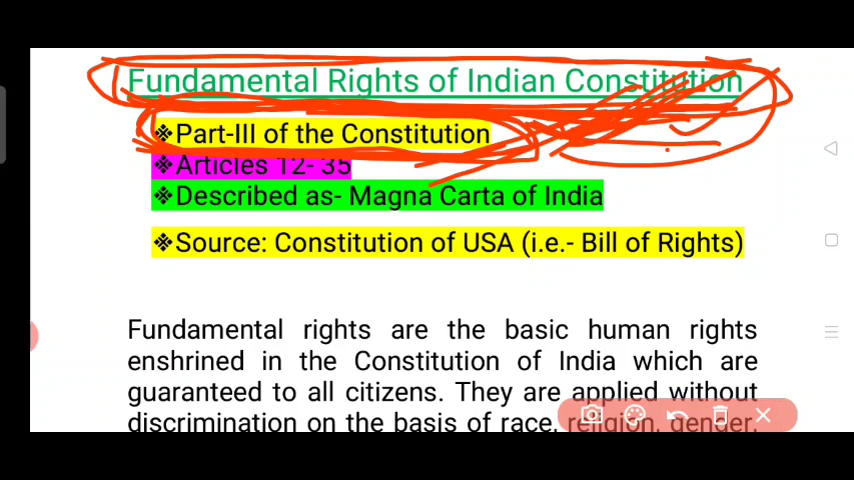 Fundamental Rights of Indian Constitution
❖Part-III of the Constitution
❖Articles 12- 35
❖Described as- Magna Carta of India
❖Source: Constitution of USA (i.e.- Bill of Rights)
Fundamental rights are the basic human rights
enshrined in the Constitution of India which are
guaranteed to all citizens. They are applied without
discrimination on the basis of race, religion, gender,